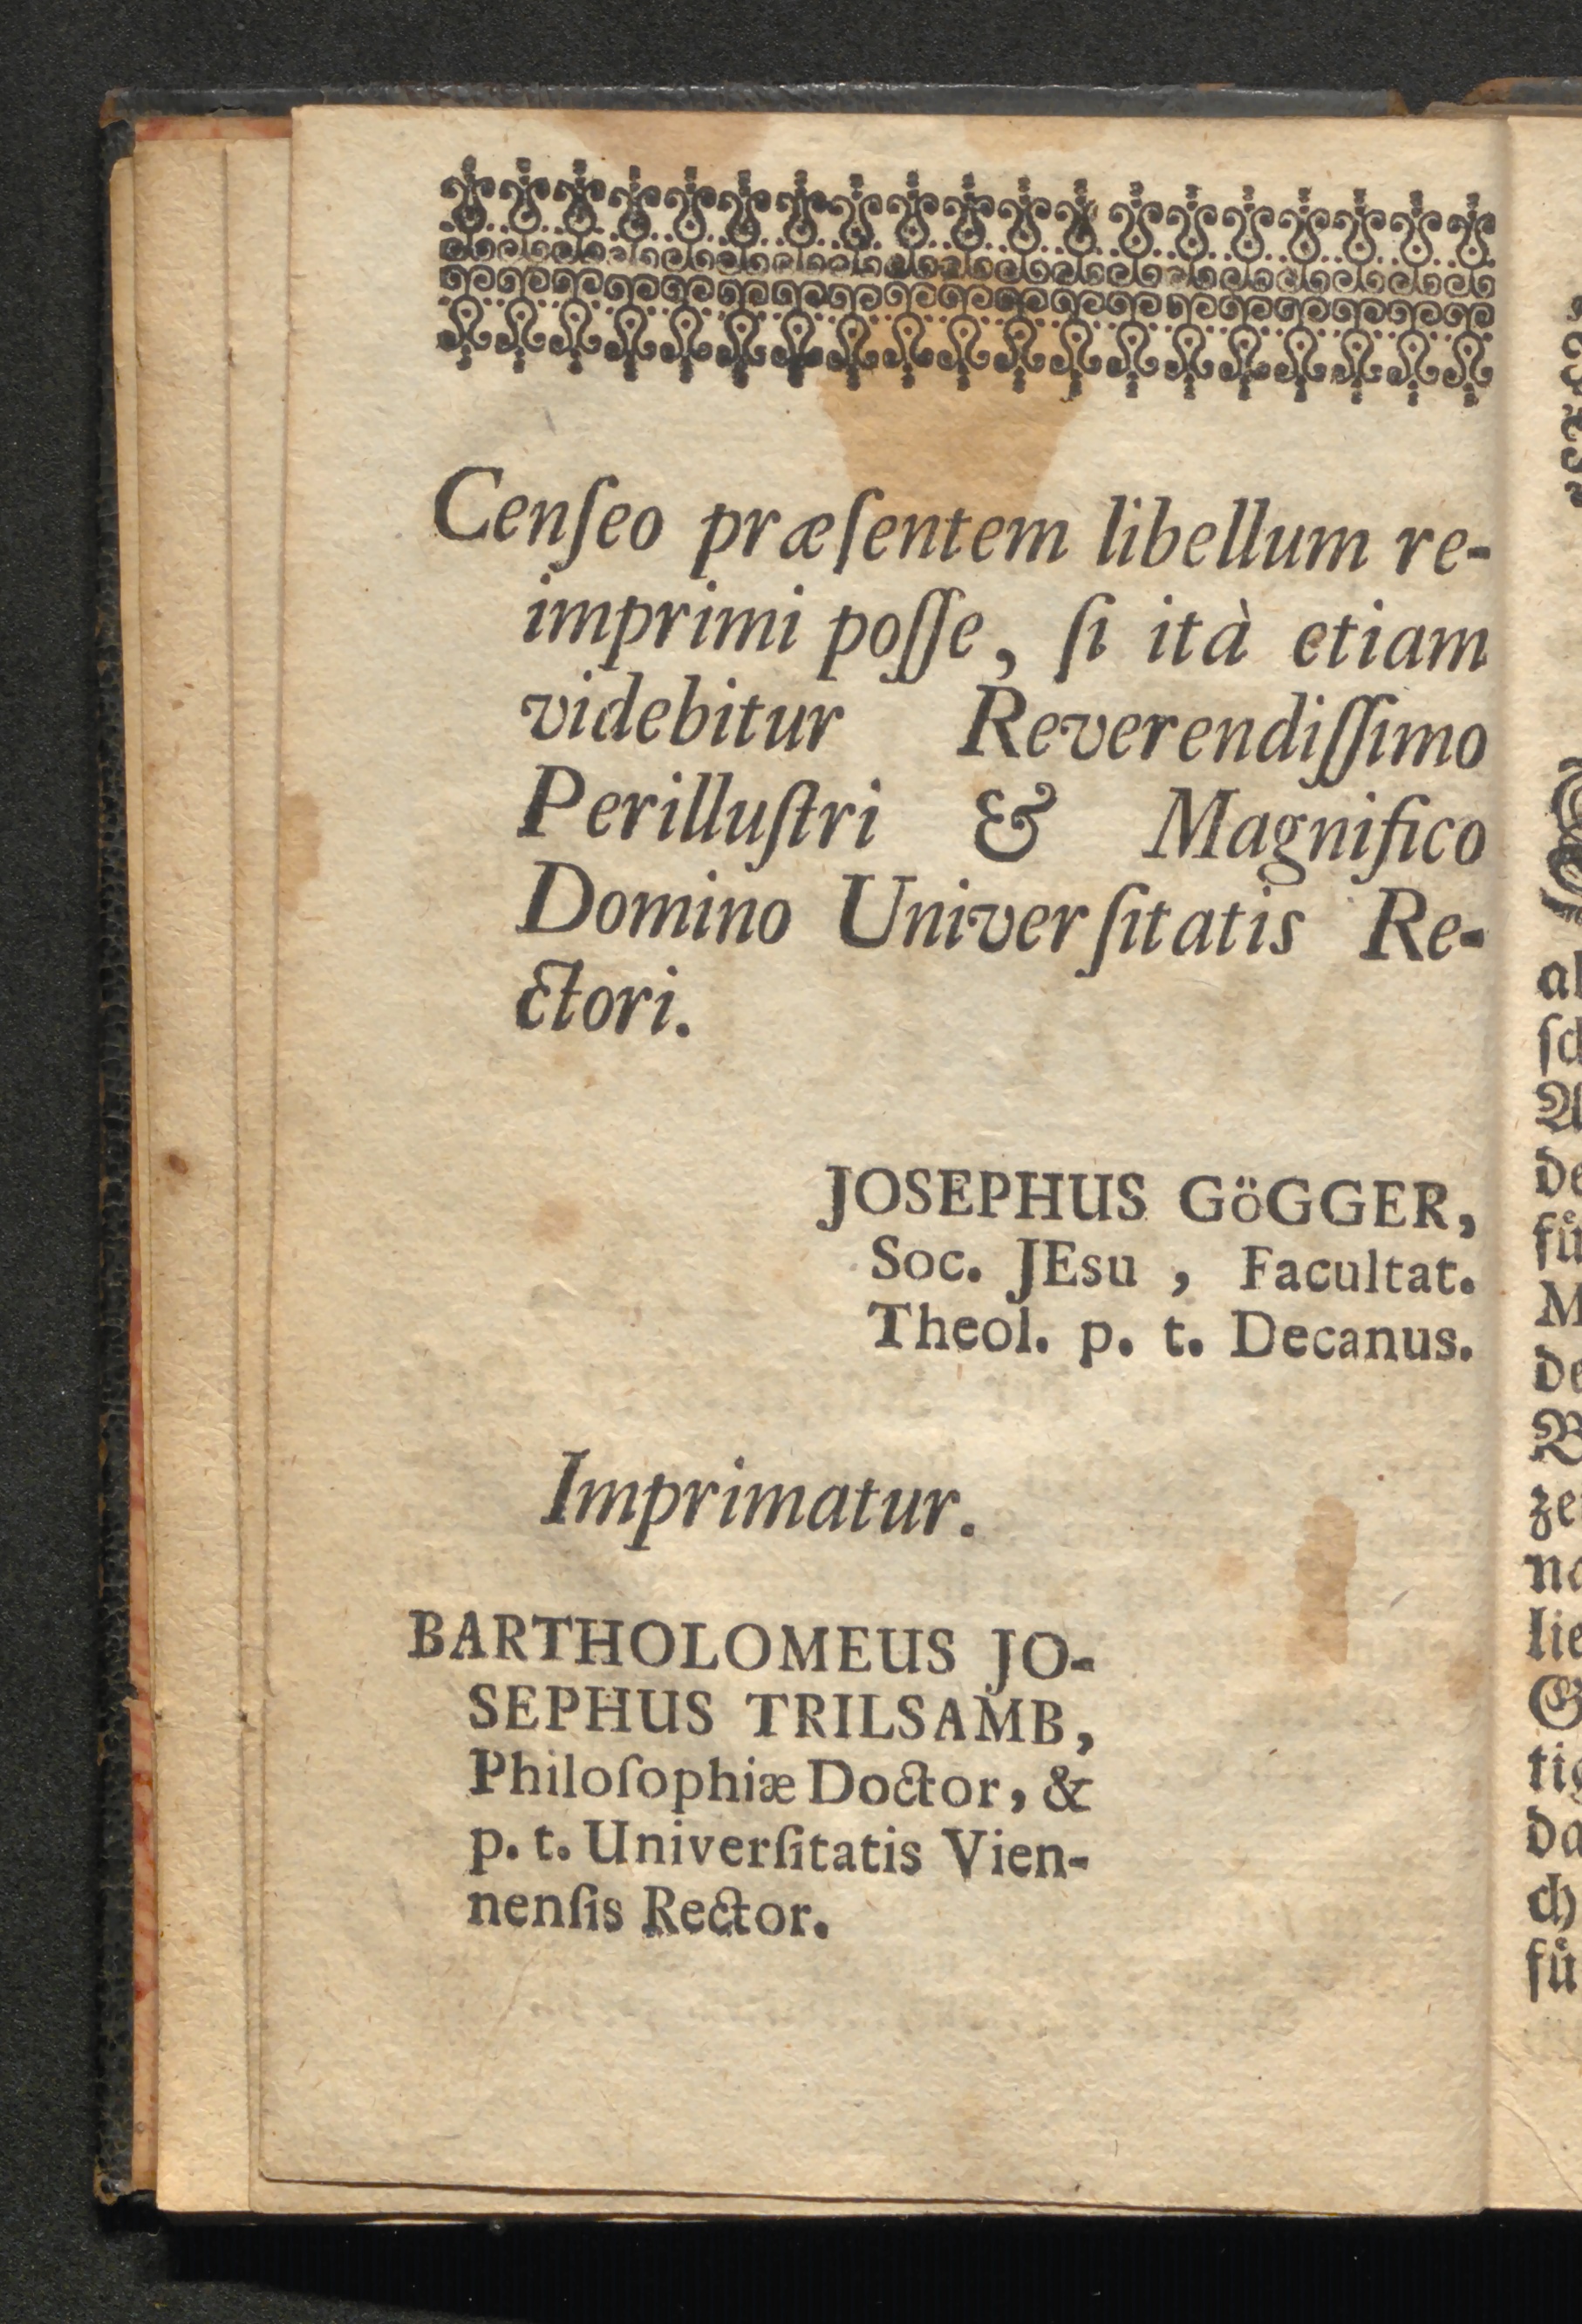 Cenſeo præſentem libellum re-
imprimi poſſe, ſi ità etiam
videbitur Reverendiſſimo
Perilluſtri & Magnifico
Domino Univerſitatis Re-
ctori.
JOSEPHUS GöGGER,
Soc. JEsu, Facultat.
Theol. p. t. Decanus.
Imprimatur.
BARTHOLOMEUS JO-
SEPHUS TRILSAMB,
Philoſophiæ Doctor, &
p. t. Univerſitatis Vien-
nenſis Rector.